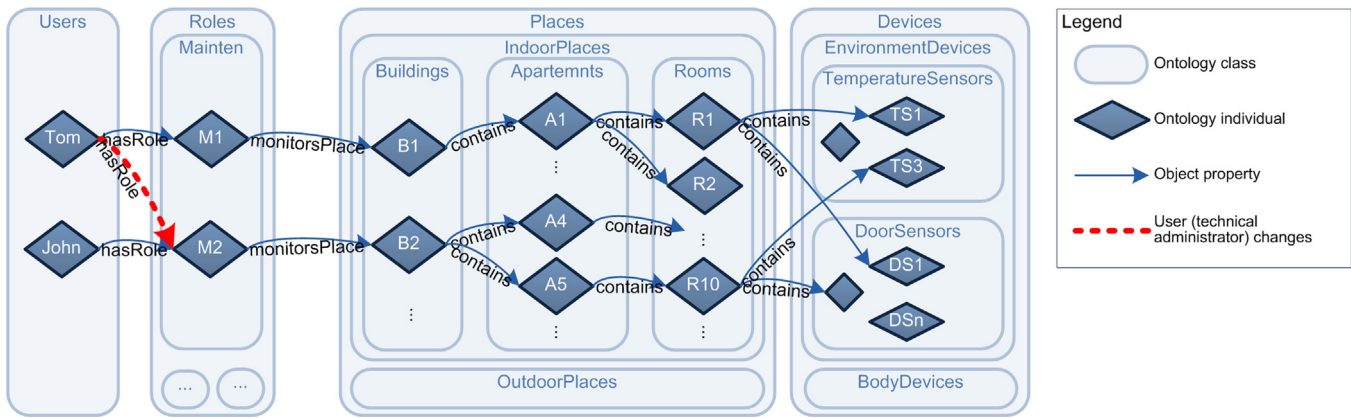 Users
Roles
Places
Devices
Legend
Mainten
IndoorPlaces
EnvironmentDevices
Ontology class
Buildings
Apartemnts
Rooms
TemperatureSensors
Tom
hasRole
M1
monitorsPlace
B1
contains
A1
contains
R1
contains
TS1
Ontology individual
hasRole
⋮
contains
R2
contains
TS3
Object property
User (technical
administrator) changes
John
hasRole
M2
monitorsPlace
B2
contains
A4
contains
⋮
DoorSensors
contains
A5
contains
R10
contains
contains
DS1
DSn
⋮
⋮
⋮
...
...
OutdoorPlaces
BodyDevices